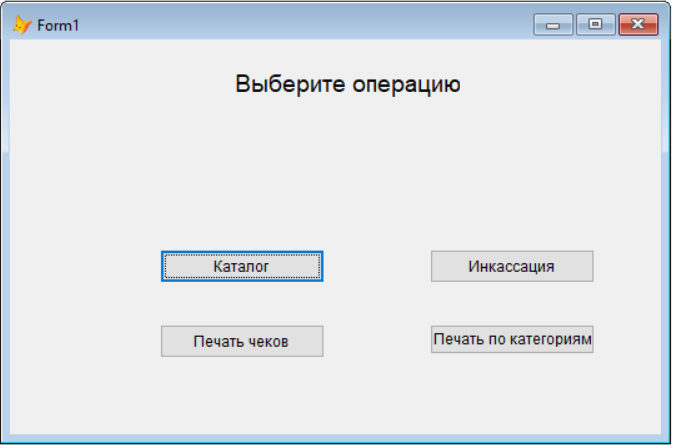 Form1
Выберите операцию
Каталог
Инкассация
Печать чеков
Печать по категориям